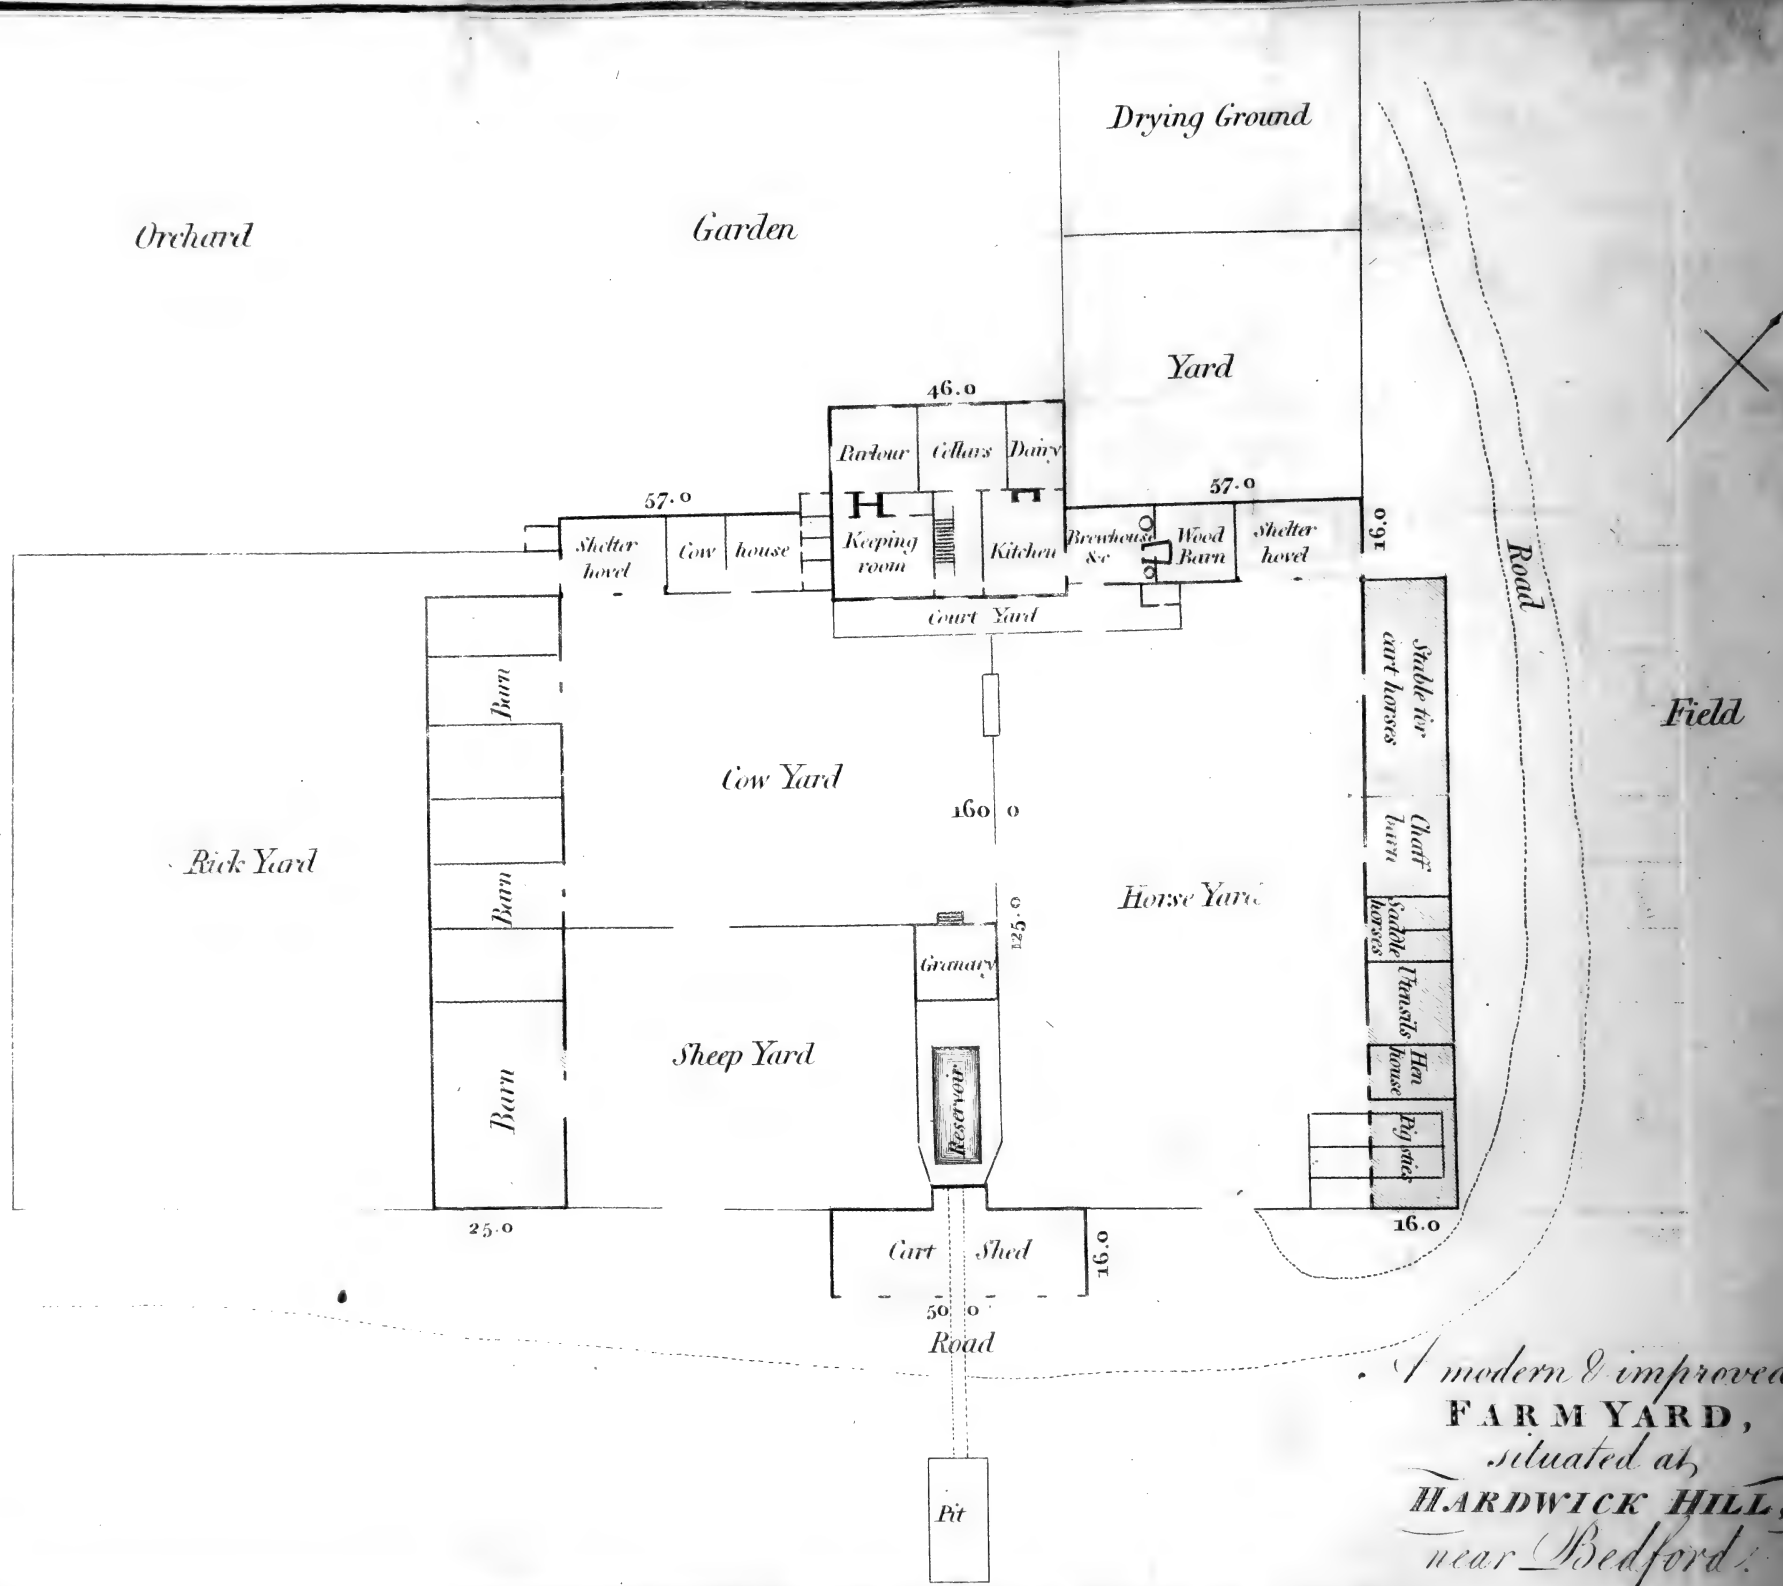 Drying Ground
Orchard
Garden
Yard
46.0
Parlour
Cellars
Dairy
57.0
57.0
Shelter
hovel
Cow house
Keeping
room
Kitchen
Brewhouse
&c
Wood
Barn
Shelter
hovel
16.0
Road
Court Yard
Stable for
cart horses
Field
Barn
Cow Yard
160 0
Chaff
barn
Rick Yard
Barn
Horse Yard
125.0
Saddle
horses
Granary
Utensils
Sheep Yard
Reservoir
Hen
house
Barn
Pig sties
25.0
16.0
Cart Shed
16.0
50 0
Road
A modern & improved
FARM YARD,
situated at
HARDWICK HILL,
near Bedford.
Pit